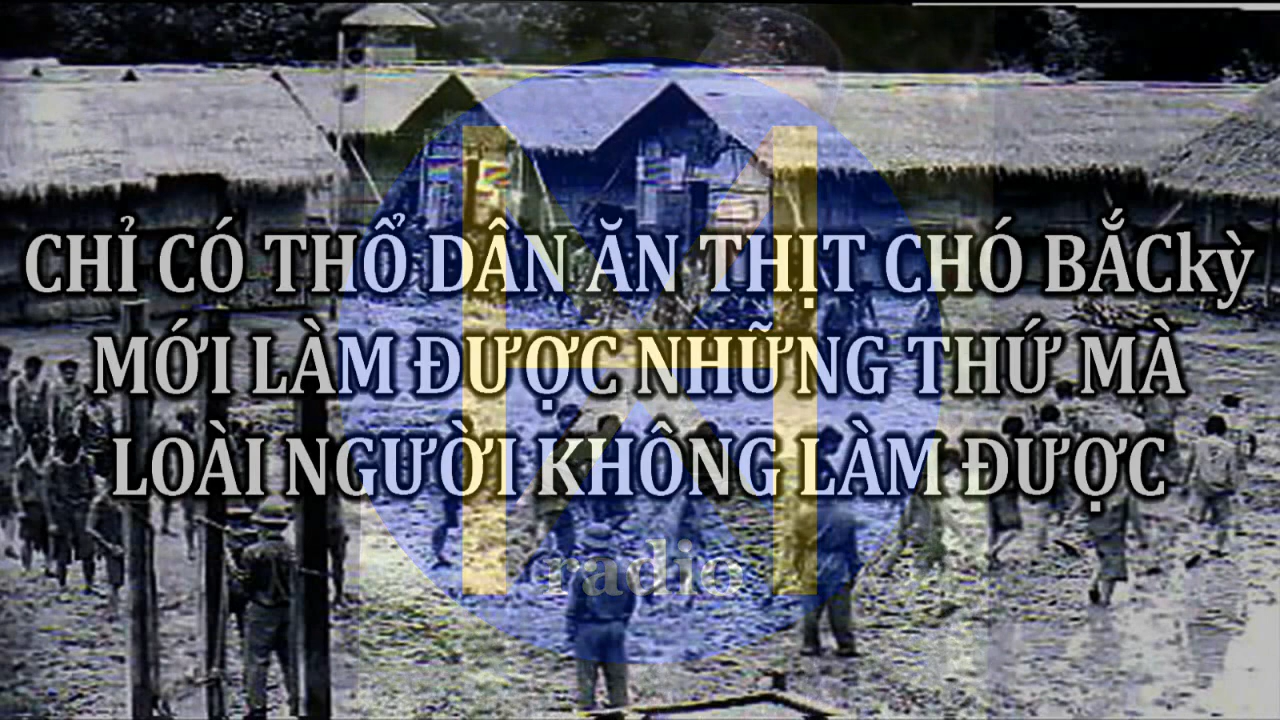 CHỈ CÓ THỔ DÂN ĂN THỊT CHÓ BẮCkỳ
MỚI LÀM ĐƯỢC NHỮNG THỨ MÀ
LOÀI NGƯỜI KHÔNG LÀM ĐƯỢC
radio